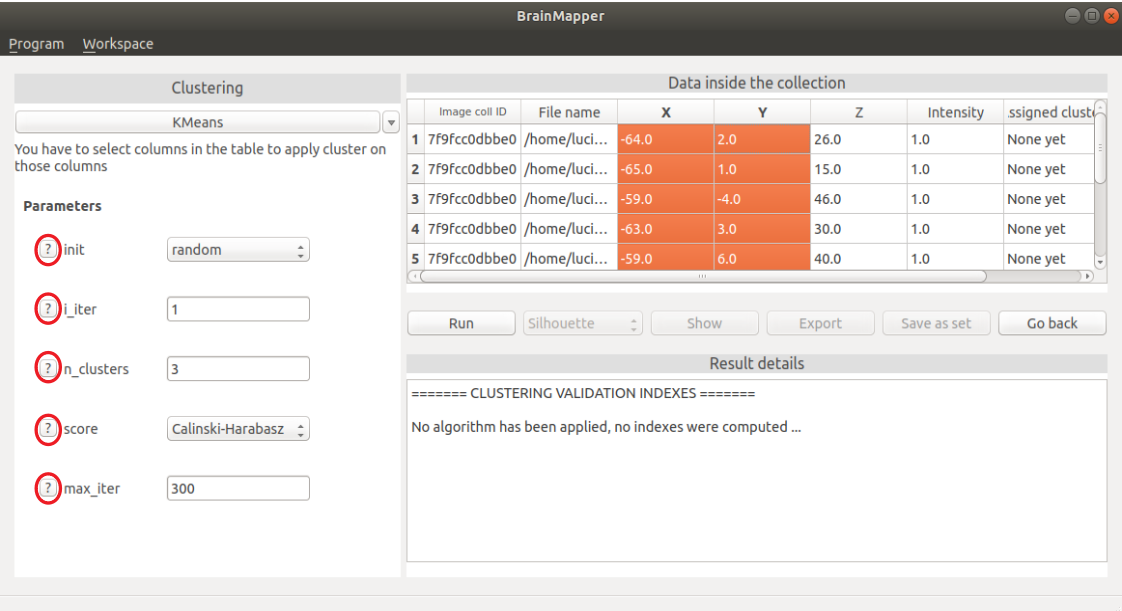 BrainMapper
Program Workspace
Clustering
KMeans
You have to select columns in the table to apply cluster on
those columns
Parameters
? init random
? i_iter 1
? n_clusters 3
? score Calinski-Harabasz
? max_iter 300
Data inside the collection
Image coll ID File name X Y Z Intensity ssigned cluste
1 7f9fcc0dbbe0 /home/luci... -64.0 2.0 26.0 1.0 None yet
2 7f9fcc0dbbe0 /home/luci... -65.0 1.0 15.0 1.0 None yet
3 7f9fcc0dbbe0 /home/luci... -59.0 -4.0 46.0 1.0 None yet
4 7f9fcc0dbbe0 /home/luci... -63.0 3.0 30.0 1.0 None yet
5 7f9fcc0dbbe0 /home/luci... -59.0 6.0 40.0 1.0 None yet
Run Silhouette Show Export Save as set Go back
Result details
======= CLUSTERING VALIDATION INDEXES =======
No algorithm has been applied, no indexes were computed ...